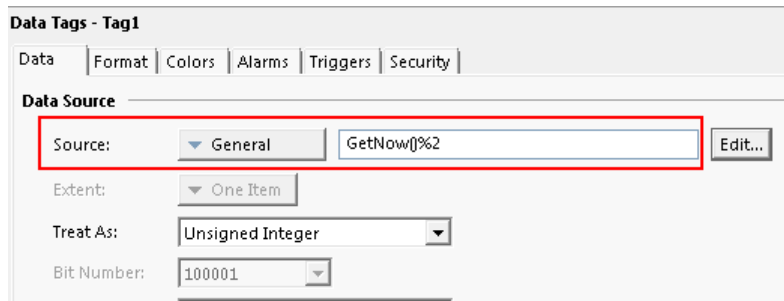 Data Tags - Tag1
Data Format Colors Alarms Triggers Security
Data Source
Source: General GetNow()%2 Edit...
Extent: One Item
Treat As: Unsigned Integer
Bit Number: 100001